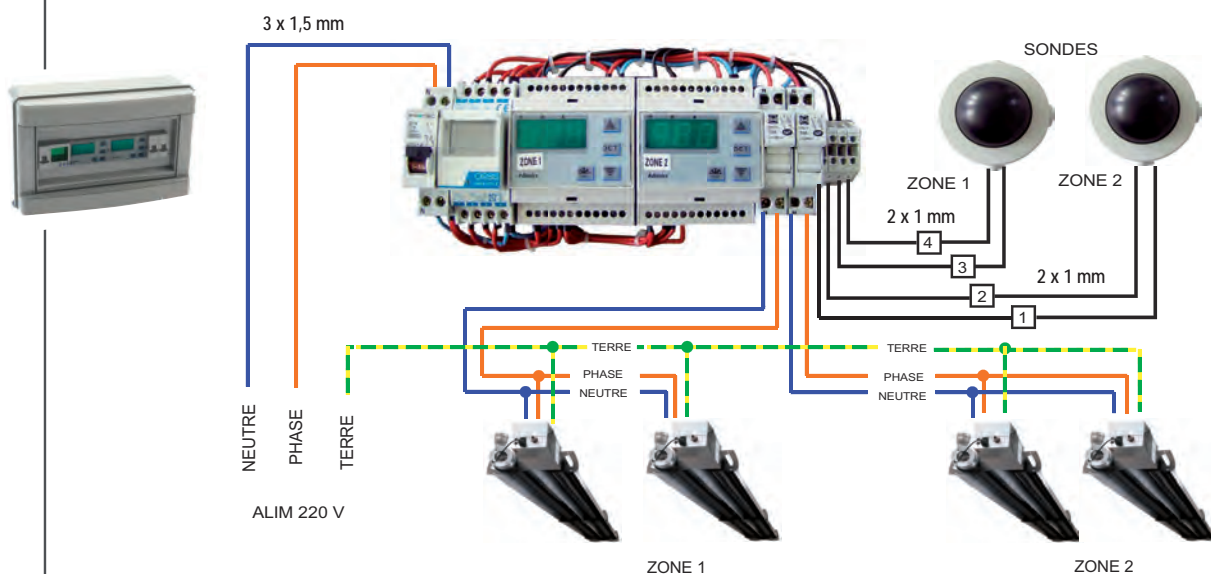 3 x 1,5 mm
SONDES
ZONE 1
ZONE 2
SET
SET
ZONE 1
ZONE 2
2 x 1 mm
4
3
2 x 1 mm
2
1
TERRE
TERRE
PHASE
PHASE
NEUTRE
NEUTRE
NEUTRE
PHASE
TERRE
ALIM 220 V
ZONE 1
ZONE 2